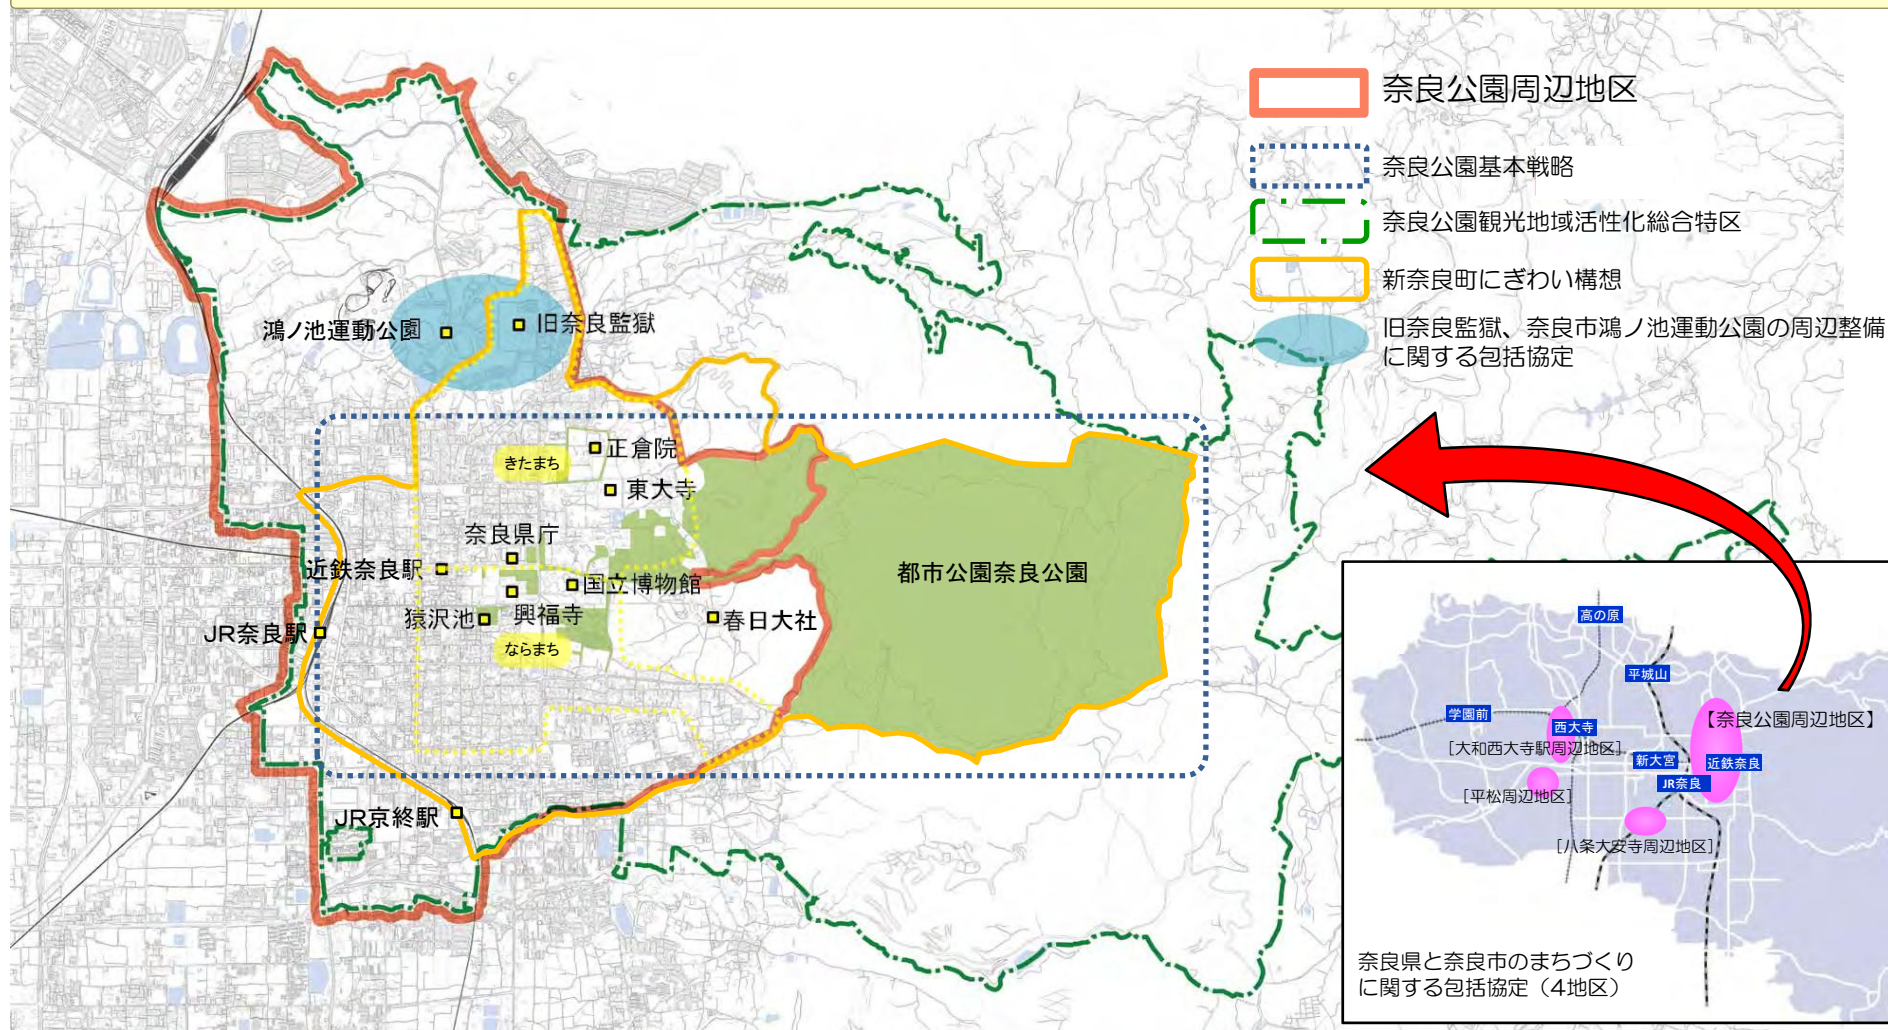 奈良公園周辺地区
奈良公園基本戦略
奈良公園観光地域活性化総合特区
新奈良町にぎわい構想
旧奈良監獄、奈良市鴻ノ池運動公園の周辺整備
に関する包括協定
鴻ノ池運動公園
旧奈良監獄
正倉院
きたまち
東大寺
奈良県庁
近鉄奈良駅
国立博物館
都市公園奈良公園
猿沢池
興福寺
春日大社
JR奈良駅
ならまち
JR京終駅
高の原
平城山
学園前
西大寺
【奈良公園周辺地区】
[大和西大寺駅周辺地区]
新大宮
近鉄奈良
JR奈良
[平松周辺地区]
[八条大安寺周辺地区]
奈良県と奈良市のまちづくり
に関する包括協定（4地区）